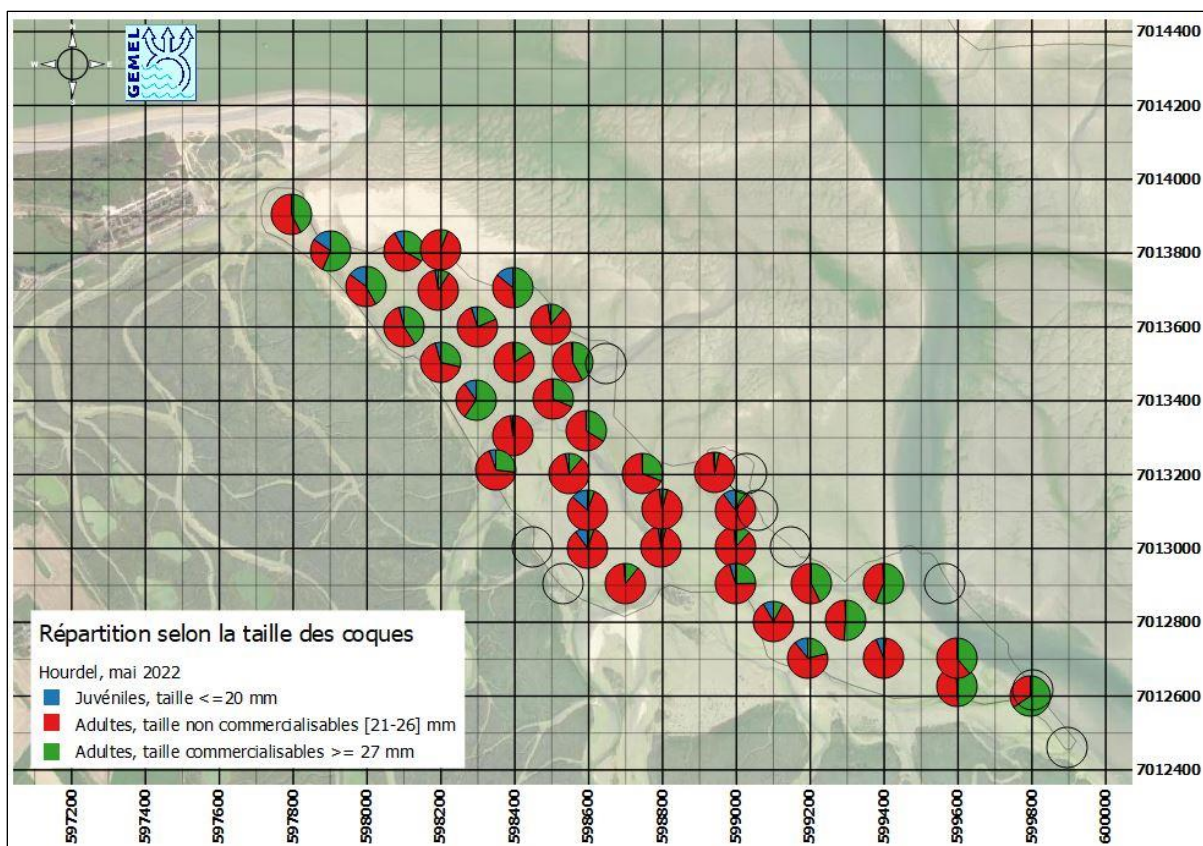 N
W
E
S
GEMEL
7014400
7014200
7014000
7013800
7013600
7013400
7013200
7013000
7012800
7012600
7012400
Répartition selon la taille des coques
Hourdel, mai 2022
Juvéniles, taille <=20 mm
Adultes, taille non commercialisables [21-26] mm
Adultes, taille commercialisables >= 27 mm
597200
597400
597600
597800
598000
598200
598400
598600
598800
599000
599200
599400
599600
599800
600000